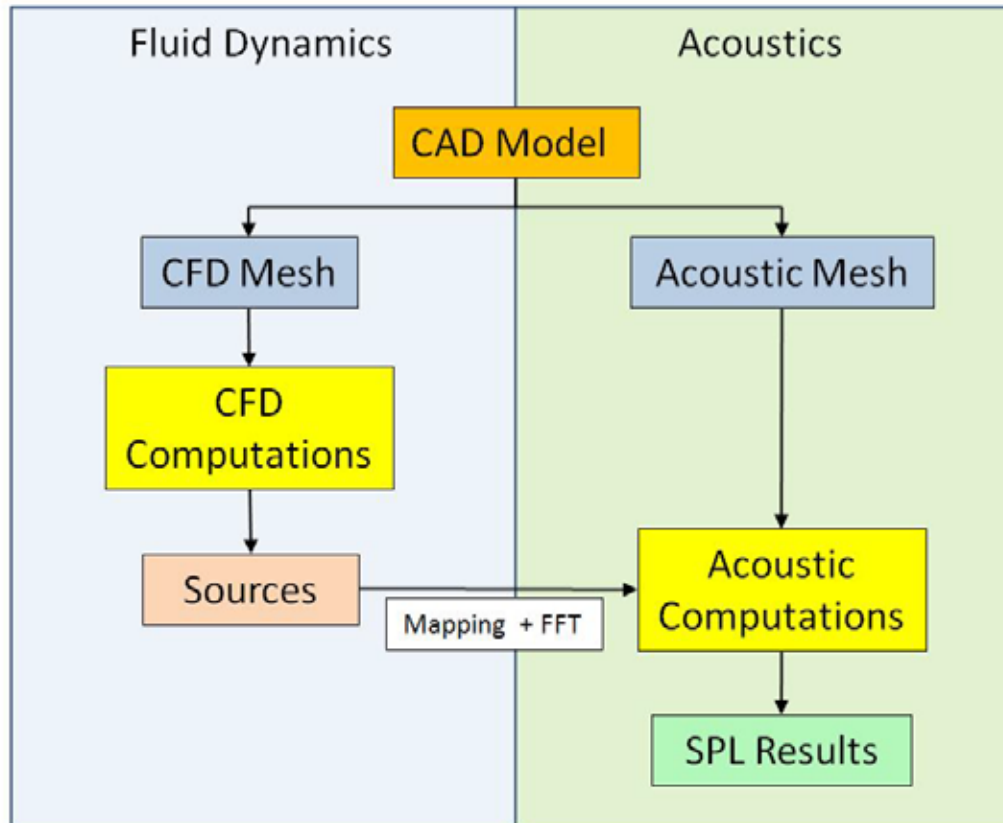 Fluid Dynamics
Acoustics
CAD Model
CFD Mesh
Acoustic Mesh
CFD
Computations
Sources
Mapping + FFT
Acoustic
Computations
SPL Results